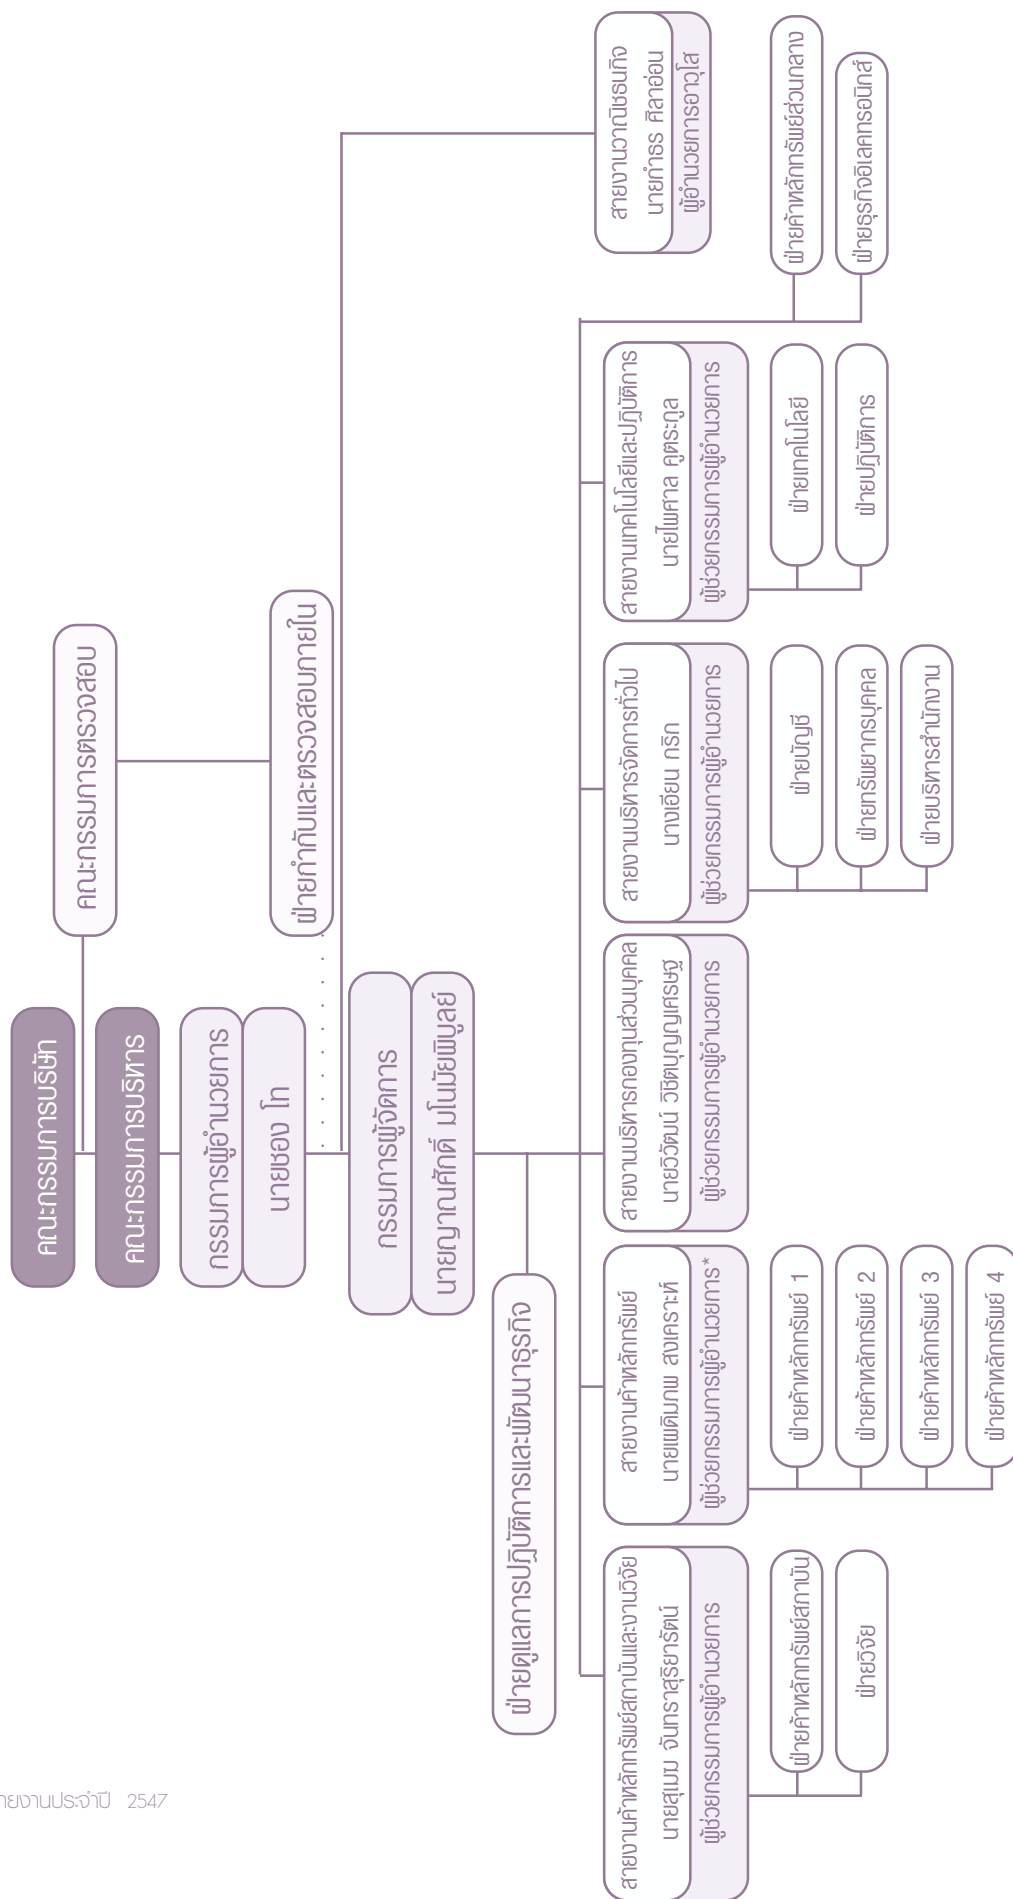 คณะกรรมการบริษัท
คณะกรรมการตรวจสอบ
คณะกรรมการบริหาร
กรรมการผู้อำนวยการ
นายชอง โท
ฝ่ายกำกับและตรวจสอบภายใน
กรรมการผู้จัดการ
นายญาณศักดิ์ มโนมัยพิบูลย์
ฝ่ายดูแลการปฏิบัติการและพัฒนาธุรกิจ
สายงานวาณิชธนกิจ
นายกำธร ศิลาอ่อน
ผู้อำนวยการอาวุโส
สายงานค้าหลักทรัพย์สถาบันและงานวิจัย
นายสุเมฆ จันทราสุริยารัตน์
ผู้ช่วยกรรมการผู้อำนวยการ
ฝ่ายค้าหลักทรัพย์สถาบัน
ฝ่ายวิจัย
สายงานค้าหลักทรัพย์
นายเผดิมภพ สงเคราะห์
ผู้ช่วยกรรมการผู้อำนวยการ*
ฝ่ายค้าหลักทรัพย์ 1
ฝ่ายค้าหลักทรัพย์ 2
ฝ่ายค้าหลักทรัพย์ 3
ฝ่ายค้าหลักทรัพย์ 4
สายงานบริหารกองทุนส่วนบุคคล
นายวิวัฒน์ วิชิตบุญญเศรษฐ
ผู้ช่วยกรรมการผู้อำนวยการ
สายงานบริหารจัดการทั่วไป
นางเอียน กริก
ผู้ช่วยกรรมการผู้อำนวยการ
ฝ่ายบัญชี
ฝ่ายทรัพยากรบุคคล
ฝ่ายบริหารสำนักงาน
สายงานเทคโนโลยีและปฏิบัติการ
นายไพศาล คูตระกูล
ผู้ช่วยกรรมการผู้อำนวยการ
ฝ่ายเทคโนโลยี
ฝ่ายปฏิบัติการ
ฝ่ายค้าหลักทรัพย์ส่วนกลาง
ฝ่ายธุรกิจอิเลคทรอนิกส์
ายงานประจำปี 2547